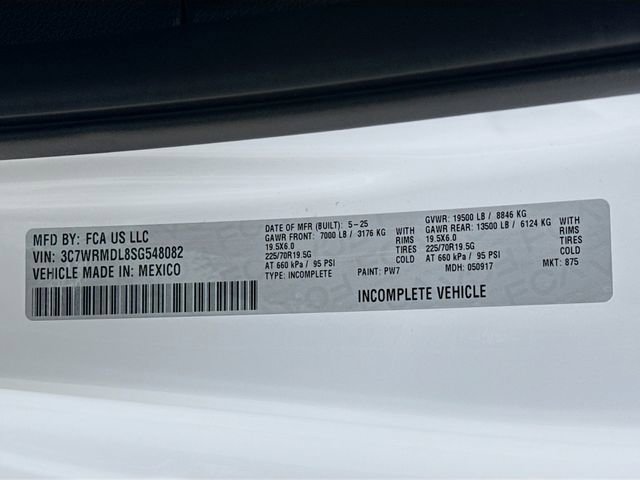 MFD BY: FCA US LLC
VIN: 3C7WRMDL8SG548082
VEHICLE MADE IN: MEXICO
DATE OF MFR (BUILT): 5-25
GAWR FRONT: 7000 LB / 3176 KG WITH
19.5X6.0 RIMS
225/70R19.5G TIRES
AT 660 kPa / 95 PSI COLD
TYPE: INCOMPLETE PAINT: PW7
GVWR: 19500 LB / 8846 KG
GAWR REAR: 13500 LB / 6124 KG WITH
19.5X6.0 RIMS
225/70R19.5G TIRES
AT 660 kPa / 95 PSI COLD
MDH: 050917 MKT: 875
INCOMPLETE VEHICLE